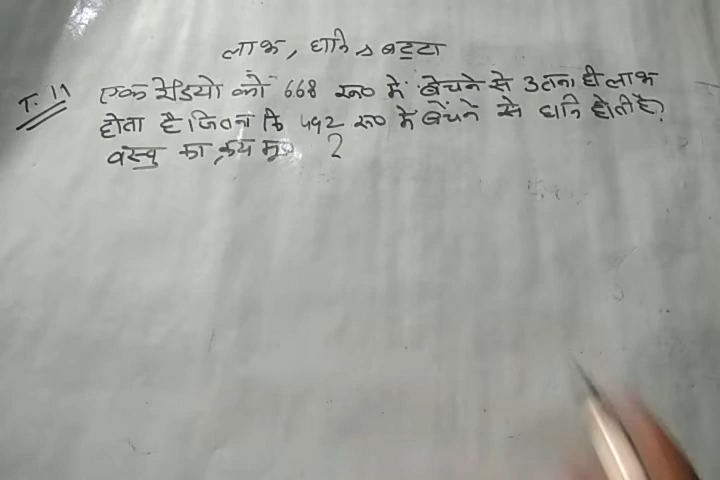 लाभ, हानि व बट्टा
T. 11 एक रेडियो को 668 रू० में बेचने से उतना ही लाभ
होता है जितना कि 492 रू० में बेंचने से हानि होती है?
वस्तु का क्रय मू० ?